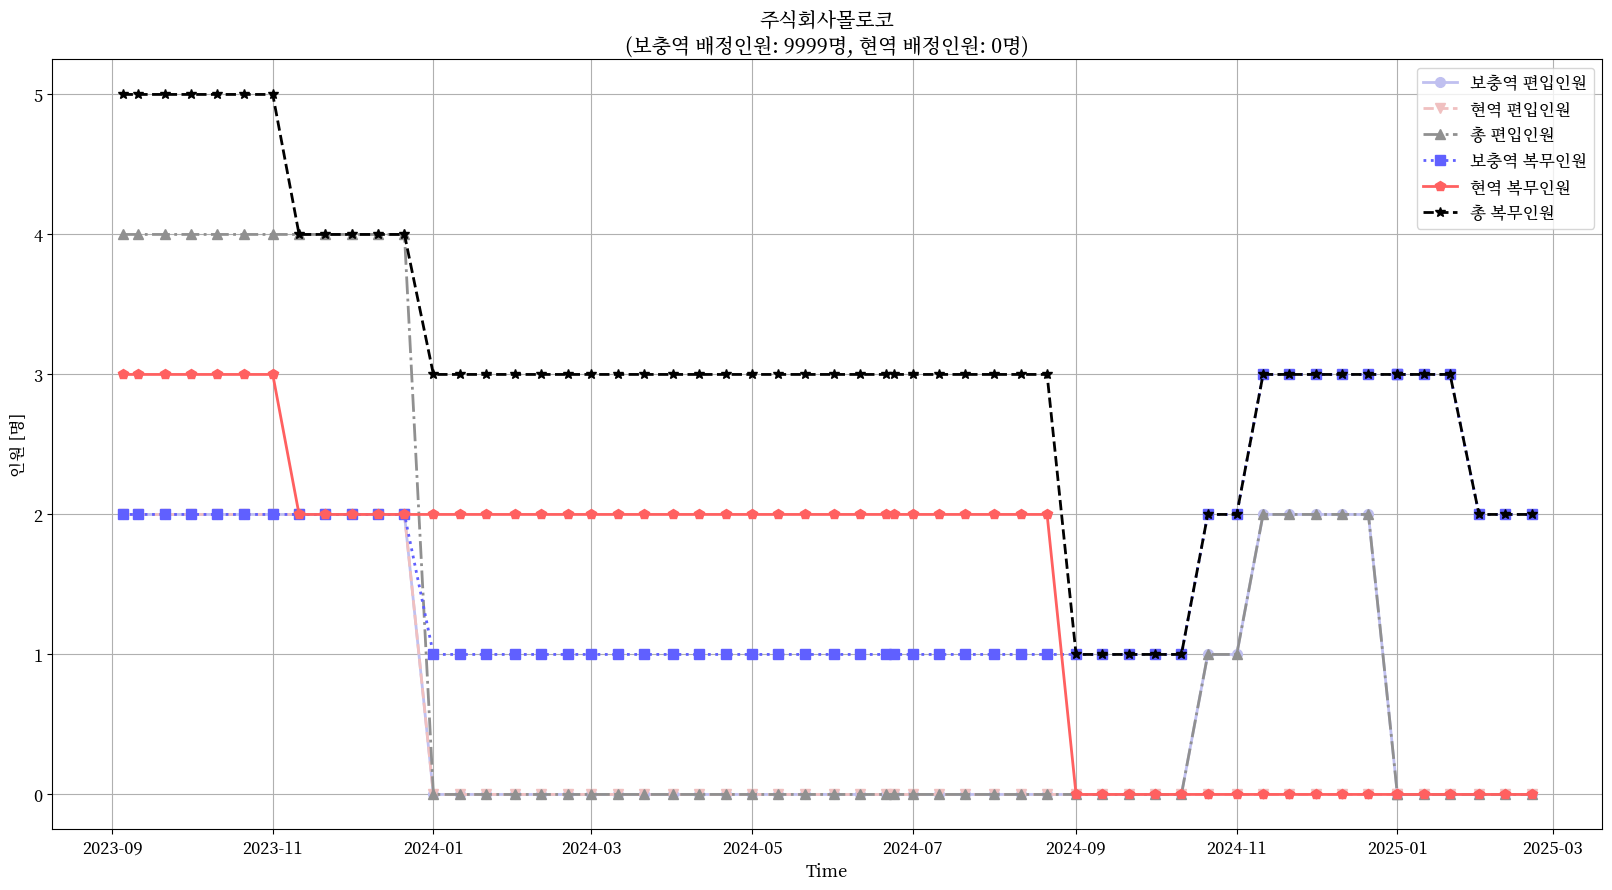 주식회사몰로코
(보충역 배정인원: 9999명, 현역 배정인원: 0명)
보충역 편입인원
현역 편입인원
총 편입인원
보충역 복무인원
현역 복무인원
총 복무인원
인원 [명]
5
4
3
2
1
0
2023-09
2023-11
2024-01
2024-03
2024-05
2024-07
2024-09
2024-11
2025-01
2025-03
Time